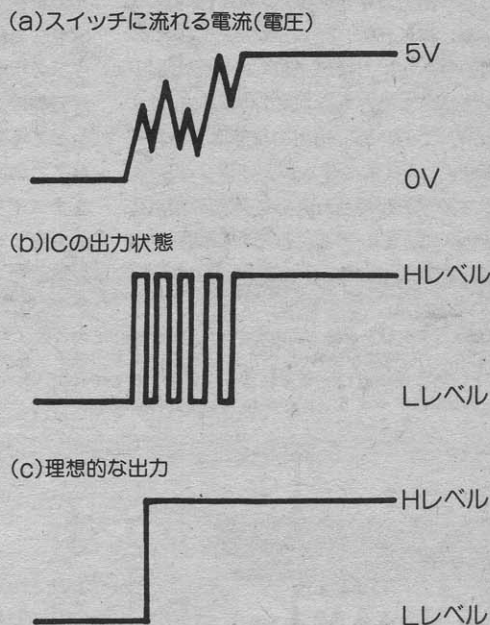 (a)スイッチに流れる電流(電圧)
5V
0V
(b)ICの出力状態
Hレベル
Lレベル
(c)理想的な出力
Hレベル
Lレベル